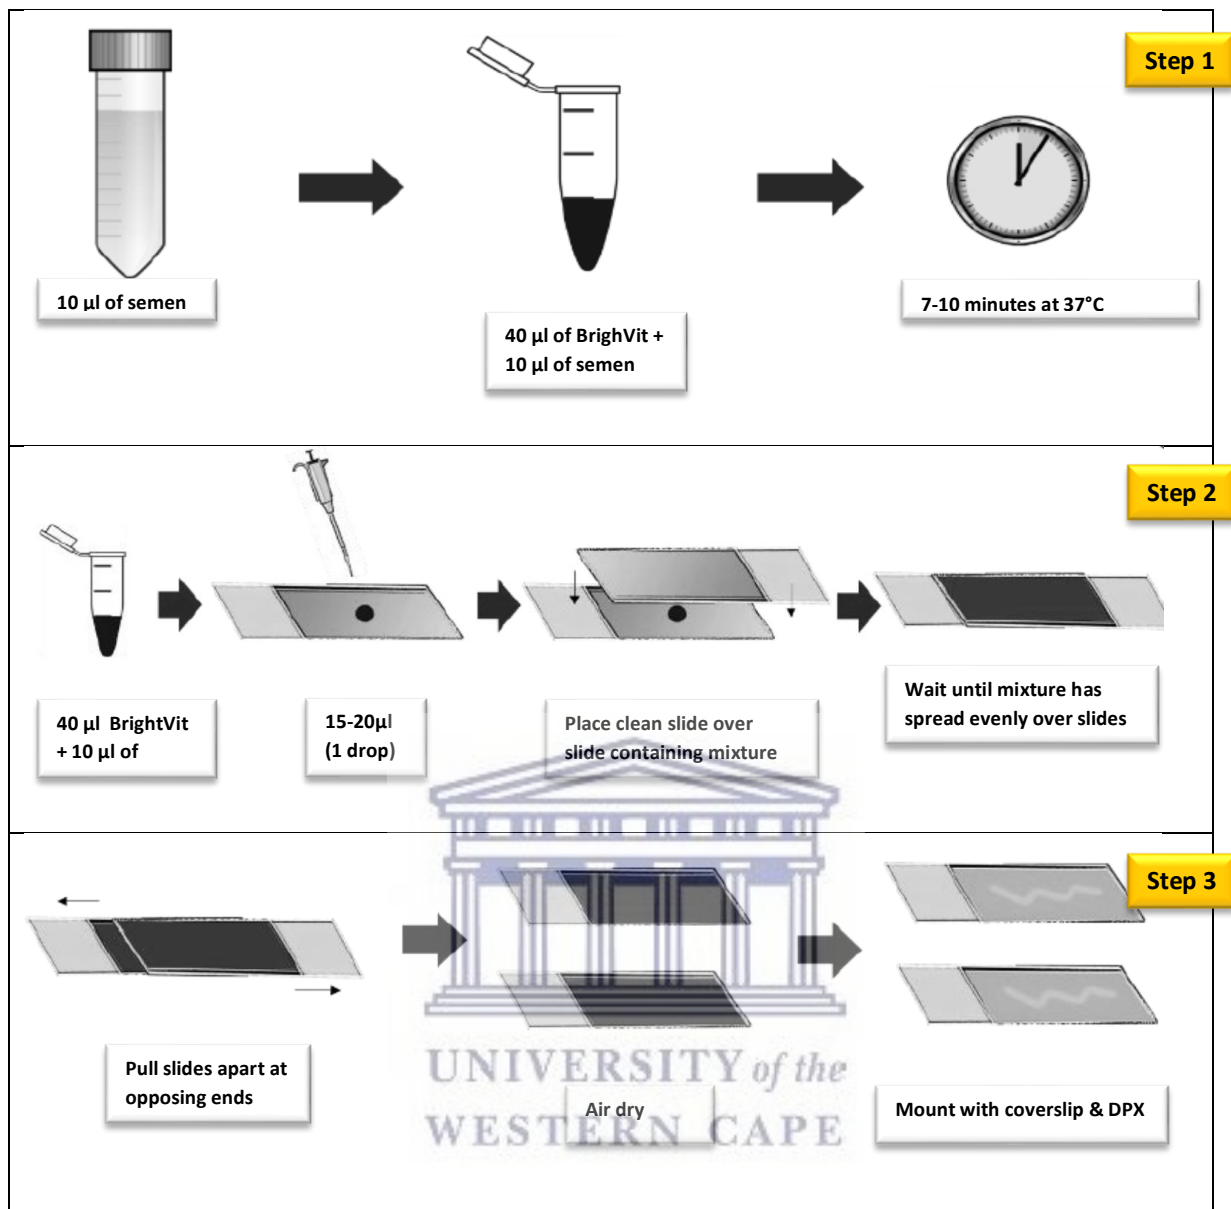 Step 1
10 µl of semen
40 µl of BrighVit +
10 µl of semen
7-10 minutes at 37°C
Step 2
40 µl BrightVit
+ 10 µl of
15-20µl
(1 drop)
Place clean slide over
slide containing mixture
Wait until mixture has
spread evenly over slides
Step 3
Pull slides apart at
opposing ends
Air dry
Mount with coverslip & DPX
UNIVERSITY of the
WESTERN CAPE